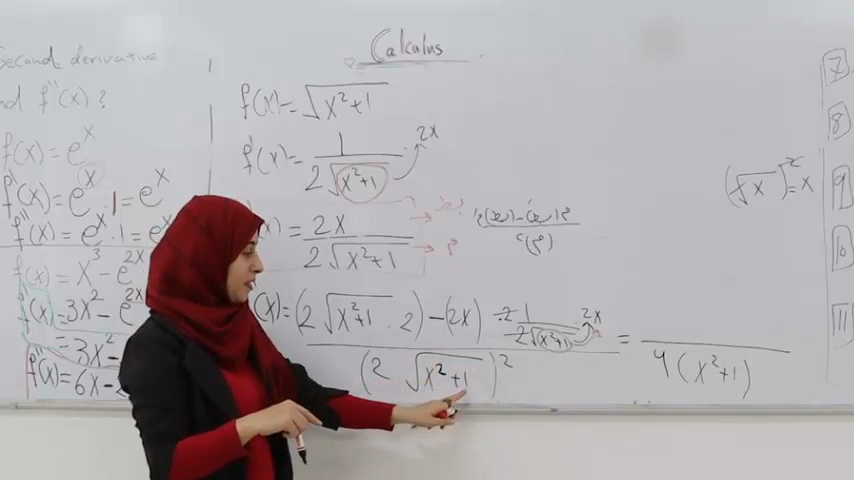 Calculus
Second derivative
f''(x) ?
f(x) = e^x
f'(x) = e^x · 1 = e^x
f''(x) = e^x · 1 =
f(x) = x^3 - e^2x
f'(x) = 3x^2 -
= 3x^2 -
f''(x) = 6x -
f(x) = √(x^2+1)
f'(x) = 1 / 2√(x^2+1) 2x
(x) = 2x / 2√(x^2+1)
(x) = (2√(x^2+1) · 2) - (2x) · 2 · 1 / 2√(x^2+1) 2x
(2 √(x^2+1))^2
= 4(x^2+1)
(√x)^2 = x
7
8
9
10
11